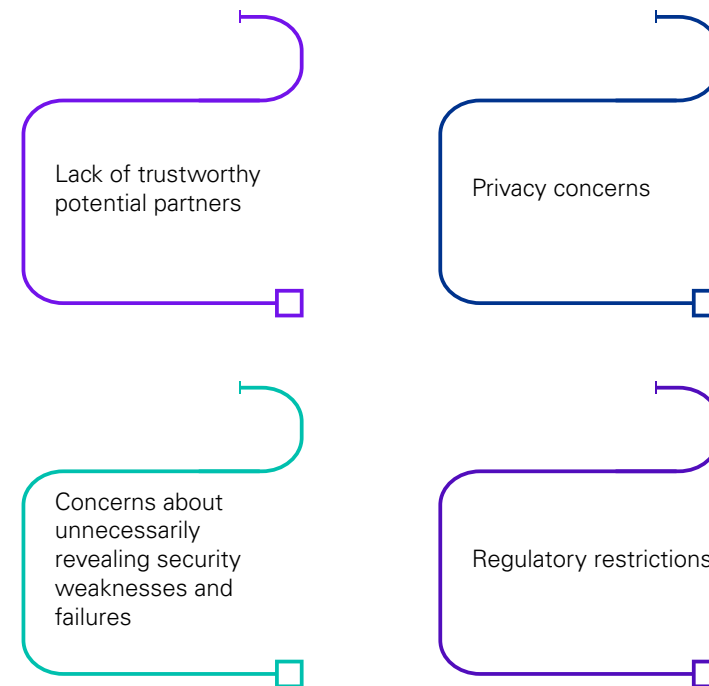 Lack of trustworthy
potential partners
Privacy concerns
Concerns about
unnecessarily
revealing security
weaknesses and
failures
Regulatory restrictions